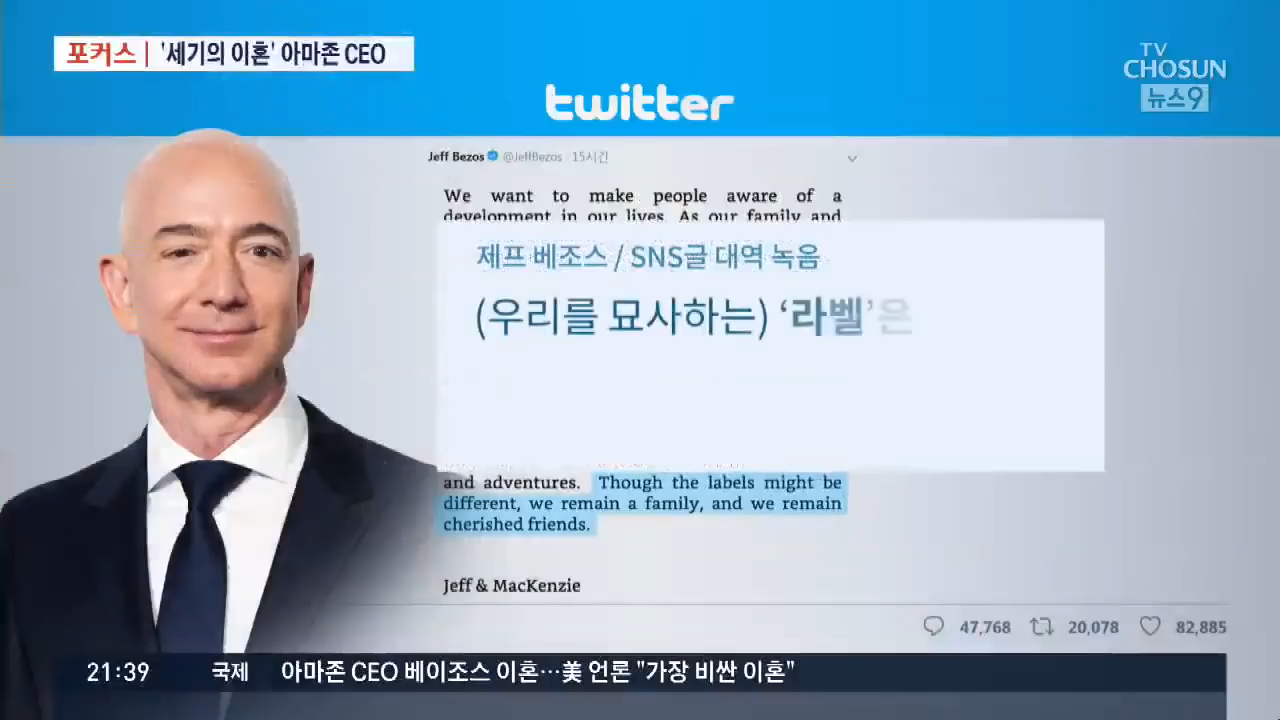 포커스 | '세기의 이혼' 아마존 CEO
TV
CHOSUN
뉴스9
twitter
Jeff Bezos @JeffBezos · 15시간
We want to make people aware of a
development in our lives. As our family and
제프 베조스 / SNS글 대역 녹음
(우리를 묘사하는) ‘라벨’은
and adventures. Though the labels might be
different, we remain a family, and we remain
cherished friends.
Jeff & MacKenzie
47,768 20,078 82,885
21:39 국제 아마존 CEO 베이조스 이혼…美 언론 "가장 비싼 이혼"